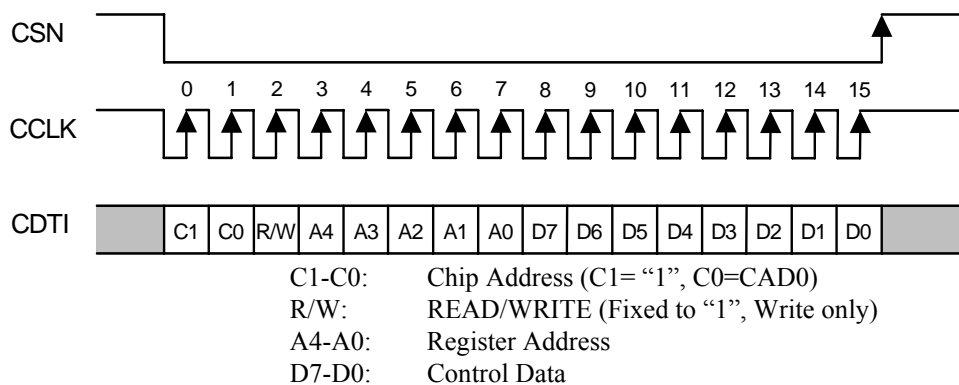 CSN
0 1 2 3 4 5 6 7 8 9 10 11 12 13 14 15
CCLK
CDTI
C1 C0 R/W A4 A3 A2 A1 A0 D7 D6 D5 D4 D3 D2 D1 D0
C1-C0: Chip Address (C1= “1”, C0=CAD0)
R/W: READ/WRITE (Fixed to “1”, Write only)
A4-A0: Register Address
D7-D0: Control Data